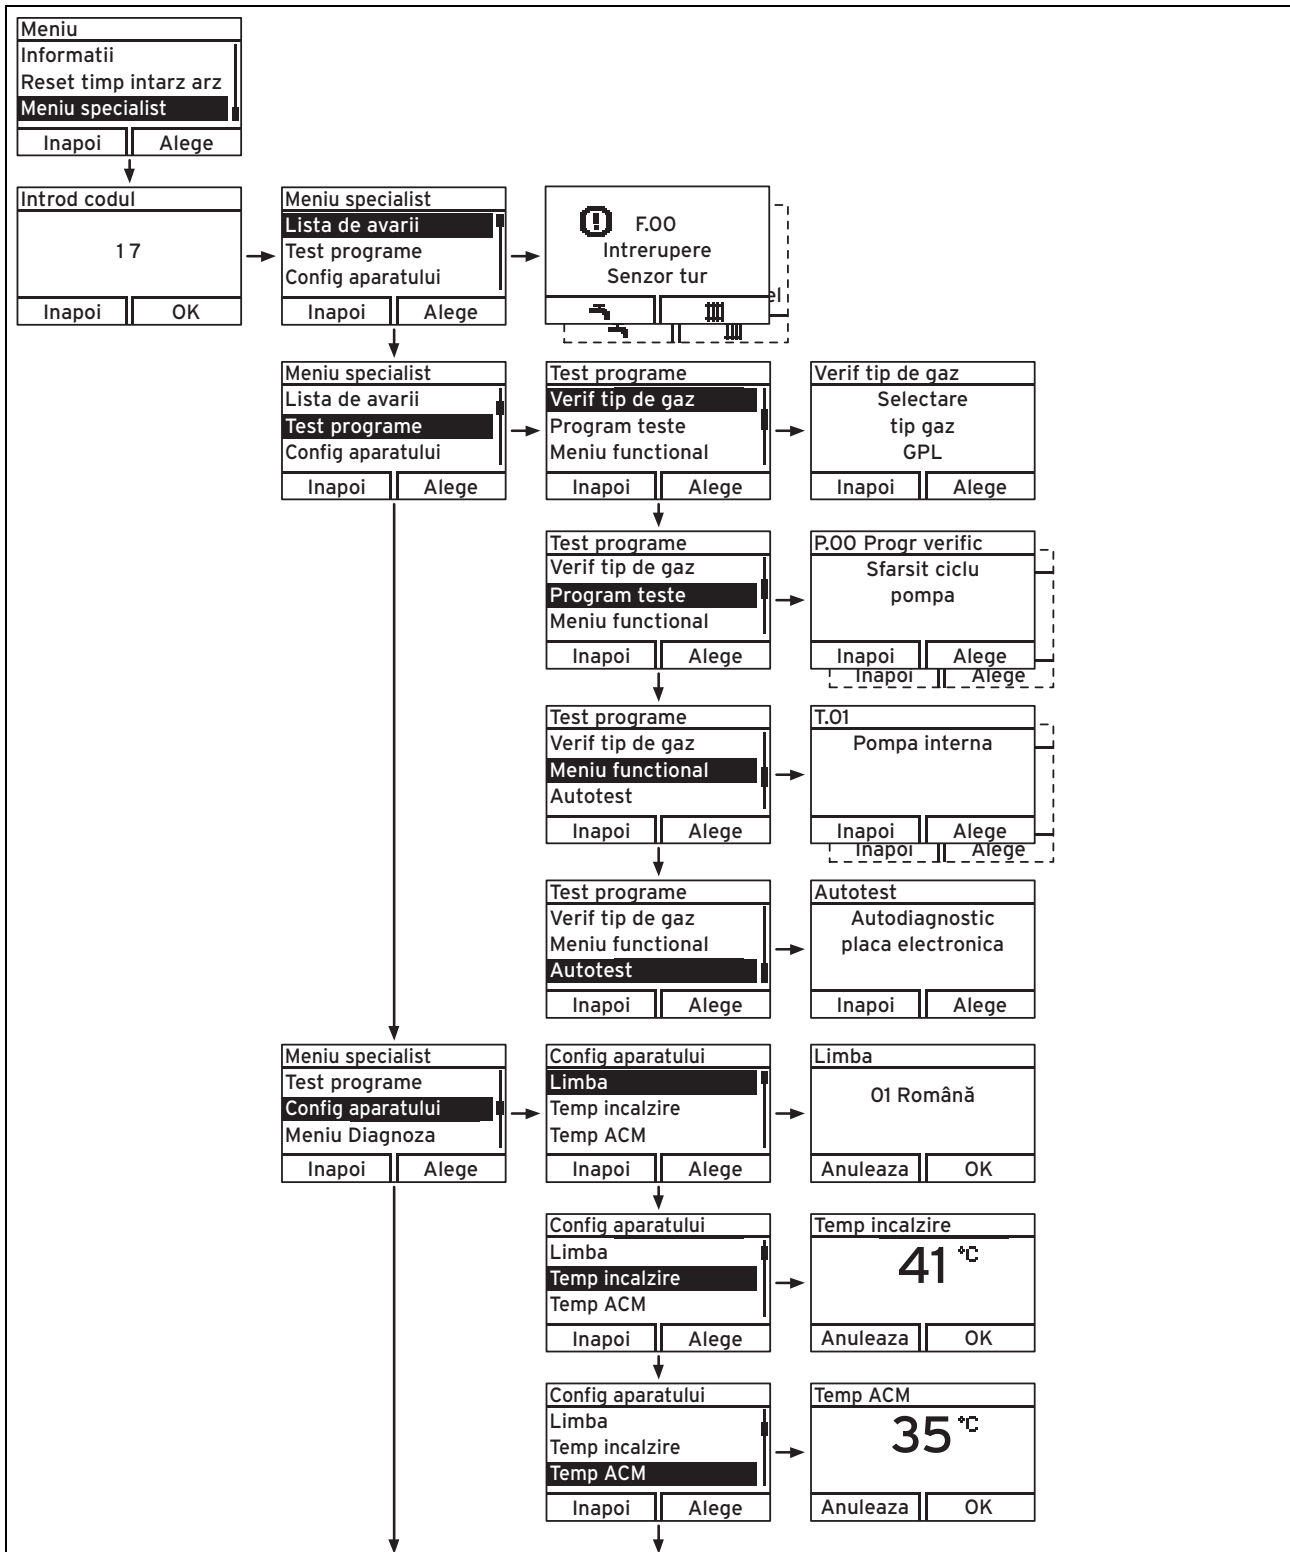 Meniu
Informatii
Reset timp intarz arz
Meniu specialist
Inapoi Alege
Introd codul
17
Inapoi OK
Meniu specialist
Lista de avarii
Test programe
Config aparatului
Inapoi Alege
F.00
Intrerupere
Senzor tur
el
Meniu specialist
Lista de avarii
Test programe
Config aparatului
Inapoi Alege
Test programe
Verif tip de gaz
Program teste
Meniu functional
Inapoi Alege
Verif tip de gaz
Selectare
tip gaz
GPL
Inapoi Alege
Test programe
Verif tip de gaz
Program teste
Meniu functional
Inapoi Alege
P.00 Progr verific
Sfarsit ciclu
pompa
Inapoi Alege
Inapoi Alege
Test programe
Verif tip de gaz
Meniu functional
Autotest
Inapoi Alege
T.01
Pompa interna
Inapoi Alege
Inapoi Alege
Test programe
Verif tip de gaz
Meniu functional
Autotest
Inapoi Alege
Autotest
Autodiagnostic
placa electronica
Inapoi Alege
Meniu specialist
Test programe
Config aparatului
Meniu Diagnoza
Inapoi Alege
Config aparatului
Limba
Temp incalzire
Temp ACM
Inapoi Alege
Limba
01 Română
Anuleaza OK
Config aparatului
Limba
Temp incalzire
Temp ACM
Inapoi Alege
Temp incalzire
41 °C
Anuleaza OK
Config aparatului
Limba
Temp incalzire
Temp ACM
Inapoi Alege
Temp ACM
35 °C
Anuleaza OK